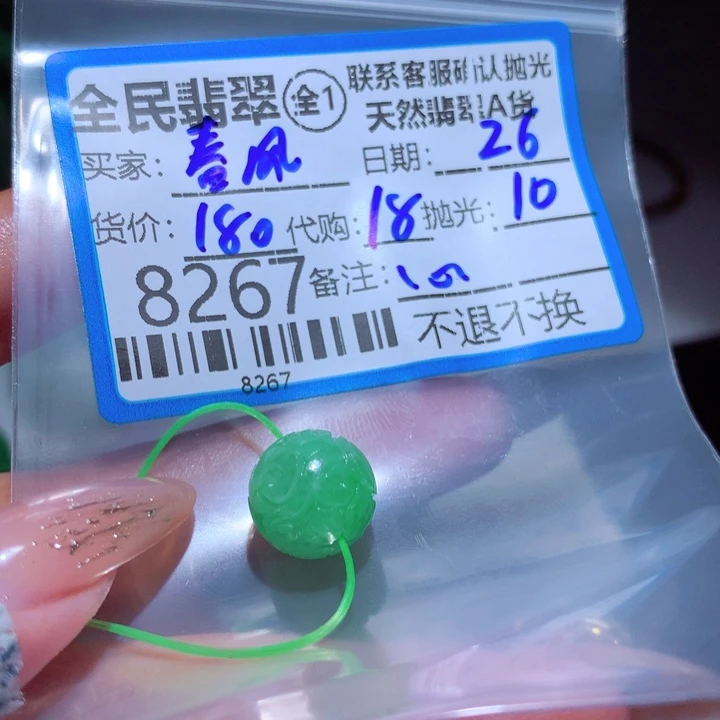 全民翡翠 全1 联系客服确认抛光
天然翡翠A货
买家: 春风 日期: 26
货价: 180 代购: 18 抛光: 10
8267 备注:
不退不换
8267